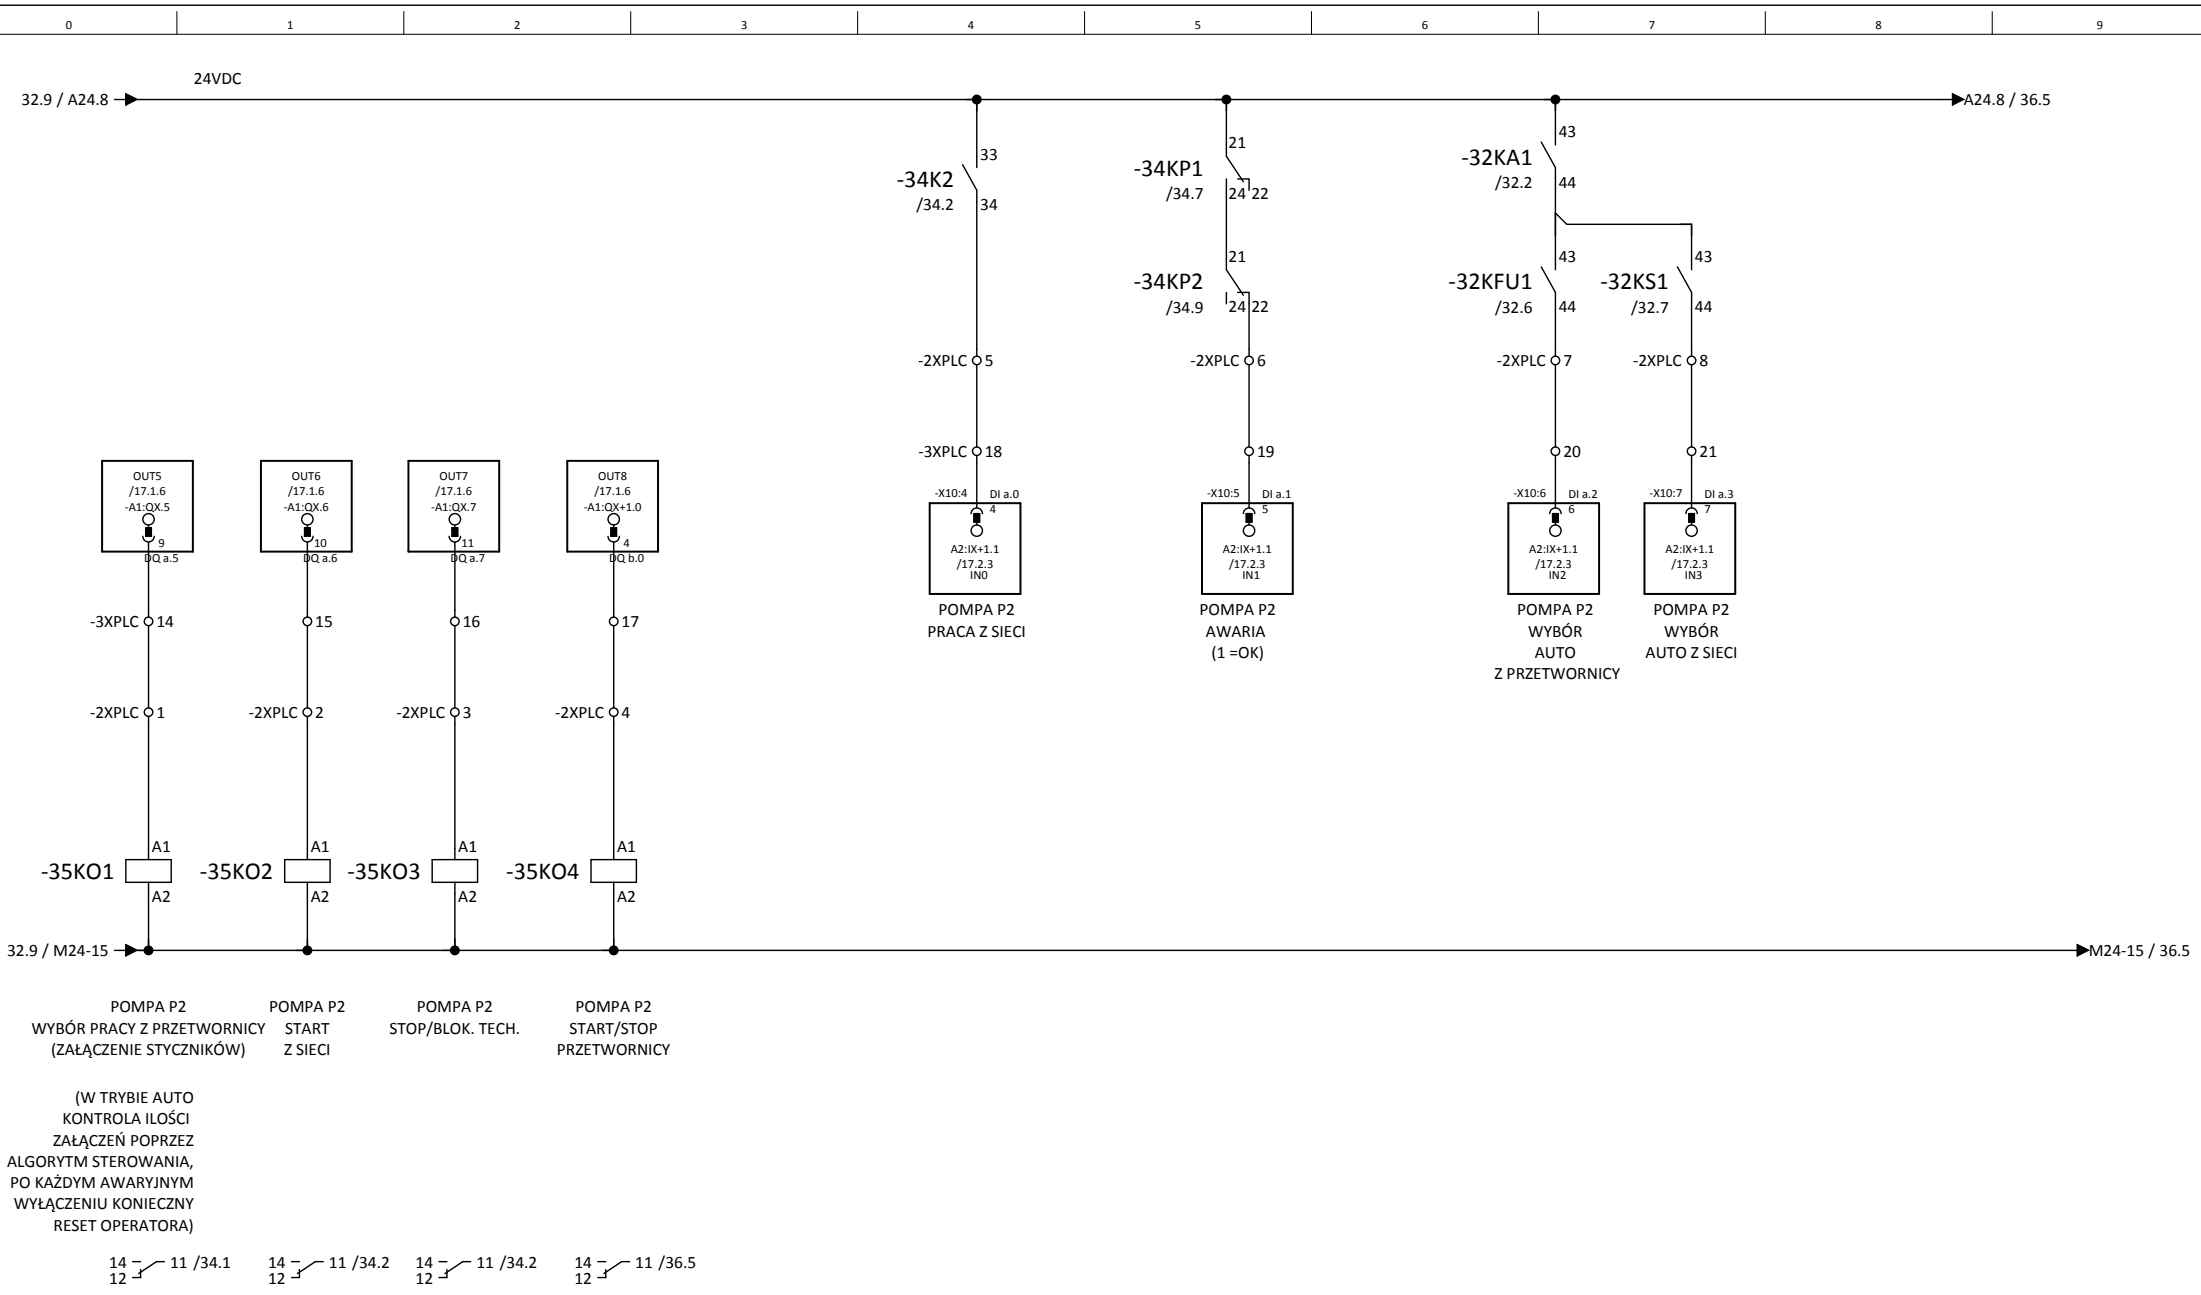 0 1 2 3 4 5 6 7 8 9
24VDC
32.9 / A24.8
A24.8 / 36.5
33
-34K2
/34.2
34
21
-34KP1
/34.7
24 22
21
-34KP2
/34.9
24 22
43
-32KA1
/32.2
44
43
-32KFU1
/32.6
44
43
-32KS1
/32.7
44
-2XPLC 5
-2XPLC 6
-2XPLC 7
-2XPLC 8
-3XPLC 18
19
20
21
OUT5
/17.1.6
-A1:QX.5
9
DQ a.5
OUT6
/17.1.6
-A1:QX.6
10
DQ a.6
OUT7
/17.1.6
-A1:QX.7
11
DQ a.7
OUT8
/17.1.6
-A1:QX+1.0
4
DQ b.0
-X10:4 DI a.0
4
A2:IX+1.1
/17.2.3
IN0
POMPA P2
PRACA Z SIECI
-X10:5 DI a.1
5
A2:IX+1.1
/17.2.3
IN1
POMPA P2
AWARIA
(1 =OK)
-X10:6 DI a.2
6
A2:IX+1.1
/17.2.3
IN2
POMPA P2
WYBÓR
AUTO
Z PRZETWORNICY
-X10:7 DI a.3
7
A2:IX+1.1
/17.2.3
IN3
POMPA P2
WYBÓR
AUTO Z SIECI
-3XPLC 14
15
16
17
-2XPLC 1
-2XPLC 2
-2XPLC 3
-2XPLC 4
A1
-35KO1
A2
A1
-35KO2
A2
A1
-35KO3
A2
A1
-35KO4
A2
32.9 / M24-15
M24-15 / 36.5
POMPA P2
WYBÓR PRACY Z PRZETWORNICY
(ZAŁĄCZENIE STYCZNIKÓW)
POMPA P2
START
Z SIECI
POMPA P2
STOP/BLOK. TECH.
POMPA P2
START/STOP
PRZETWORNICY
(W TRYBIE AUTO
KONTROLA ILOŚCI
ZAŁĄCZEŃ POPRZEZ
ALGORYTM STEROWANIA,
PO KAŻDYM AWARYJNYM
WYŁĄCZENIU KONIECZNY
RESET OPERATORA)
14 11 /34.1
12
14 11 /34.2
12
14 11 /34.2
12
14 11 /36.5
12